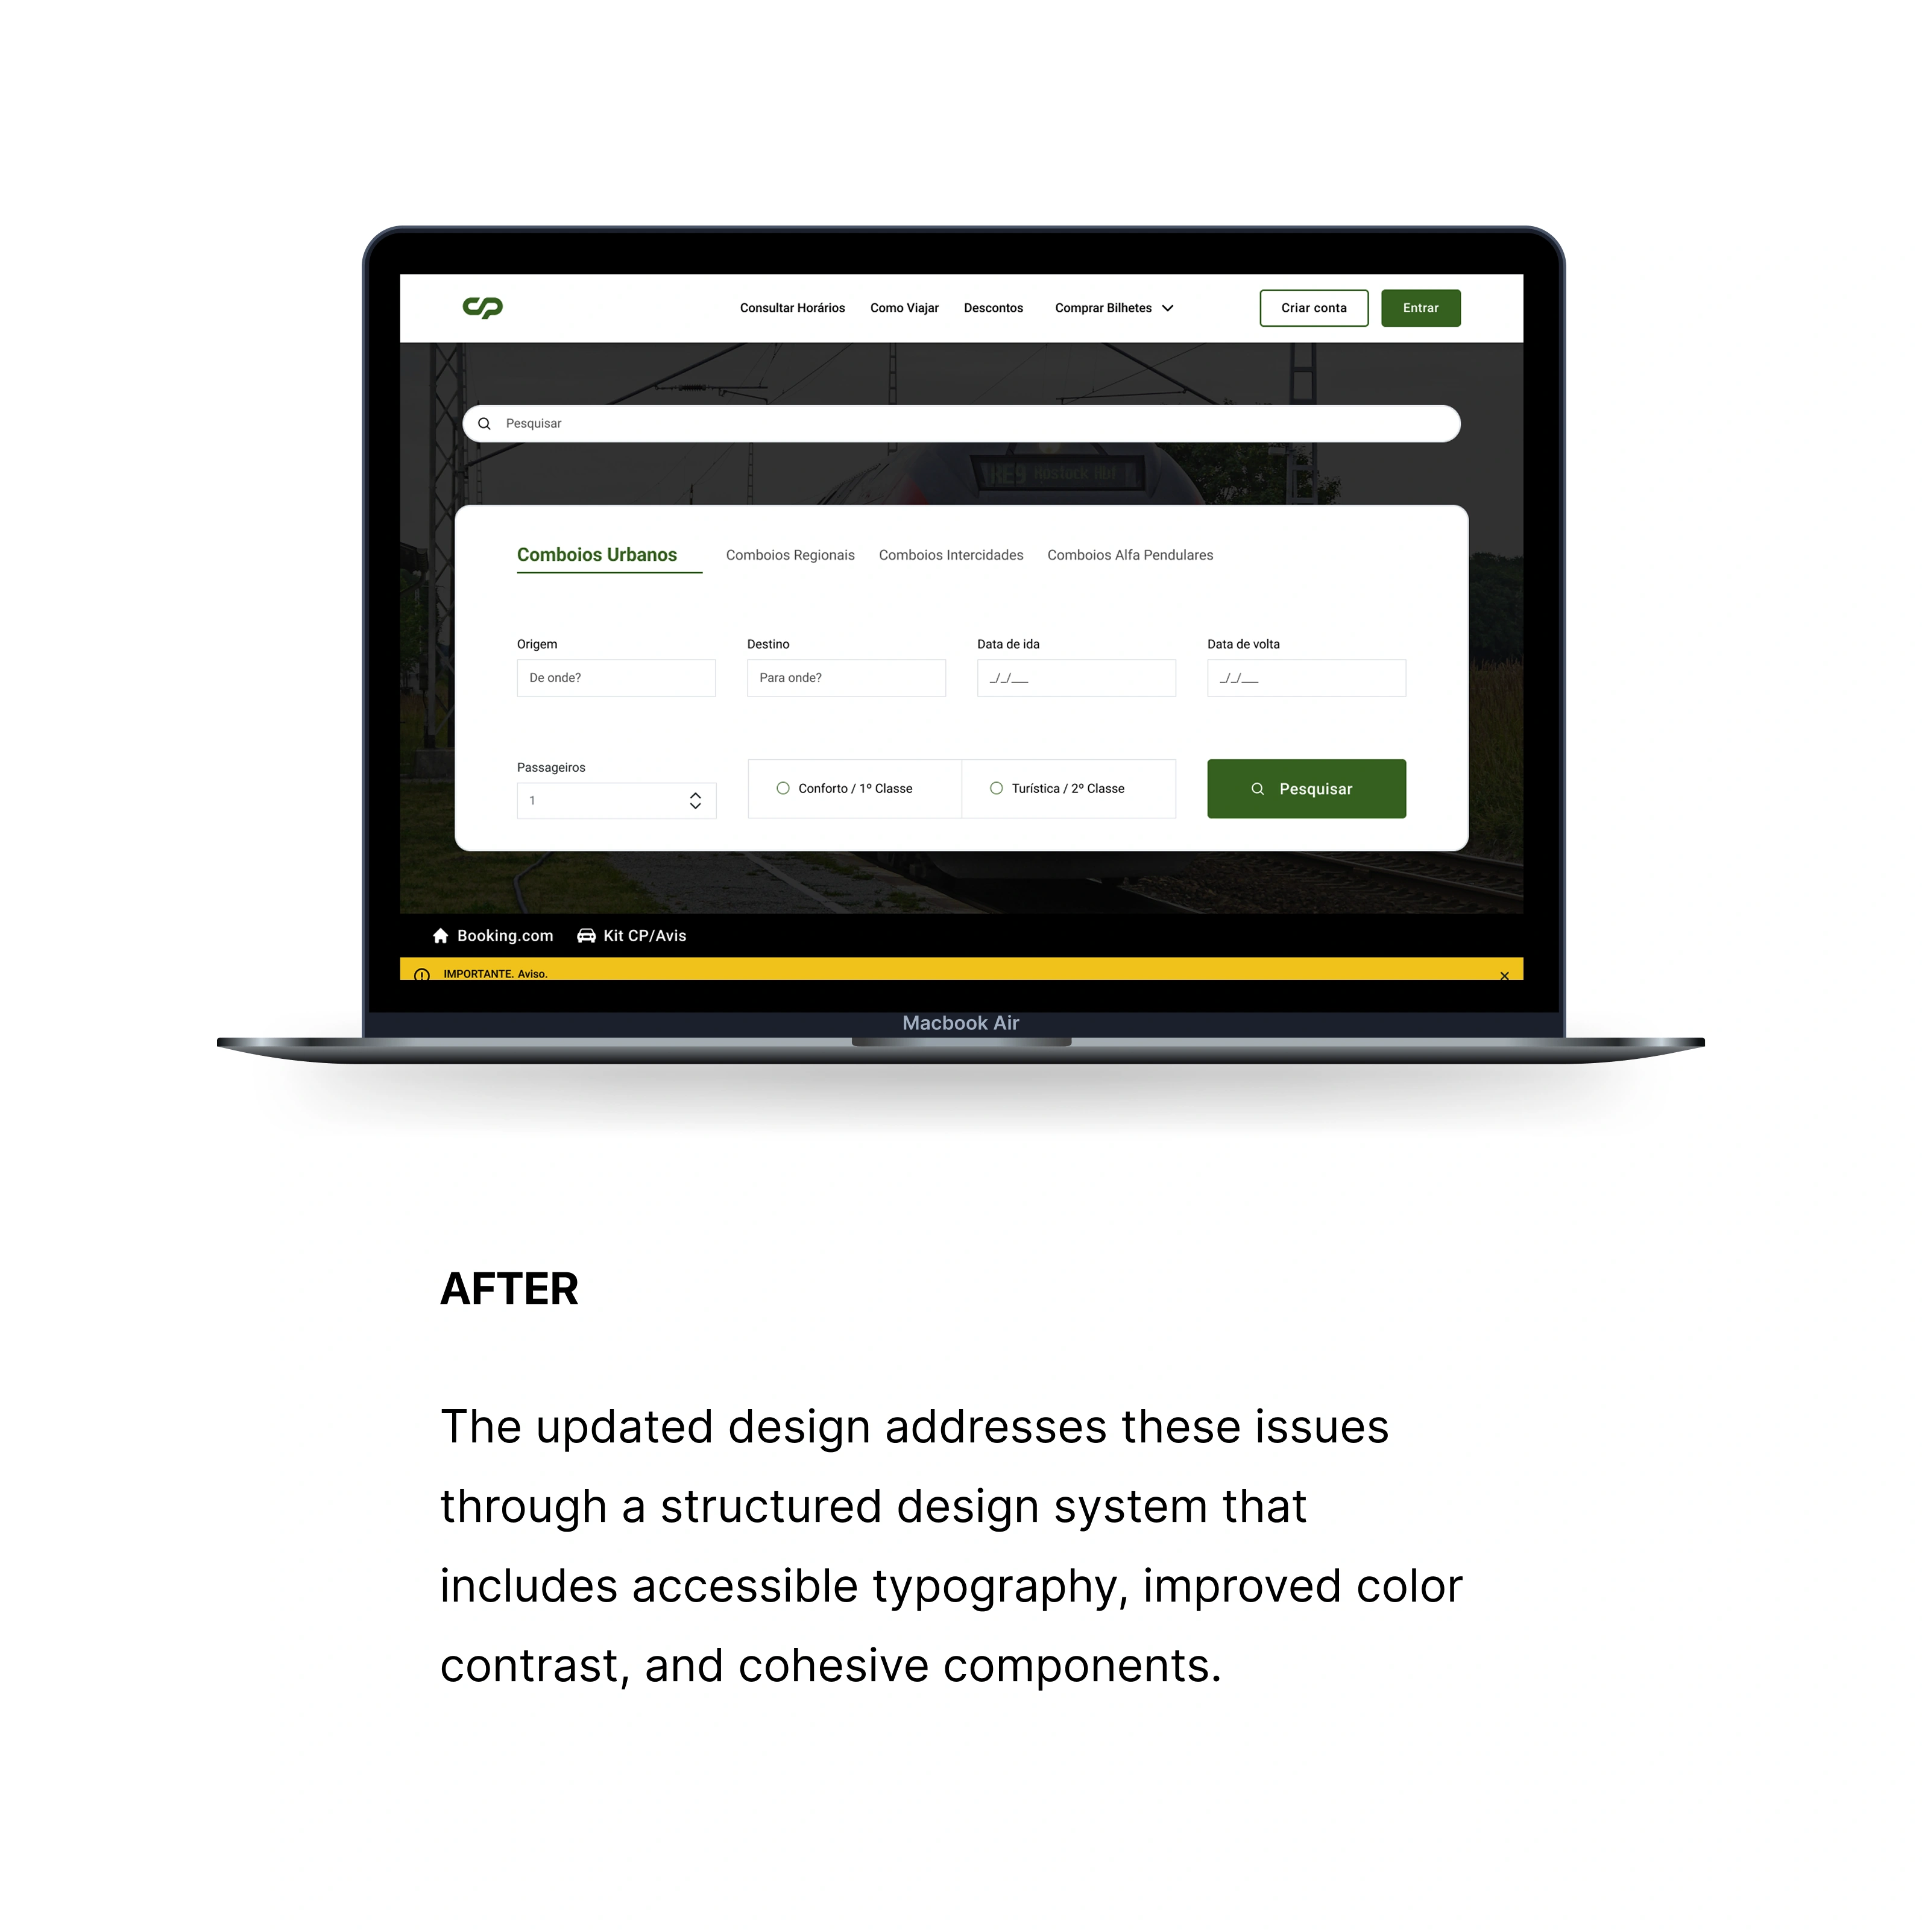 cp
Consultar Horários Como Viajar Descontos Comprar Bilhetes Criar conta Entrar
Pesquisar
RE9
Comboios Urbanos Comboios Regionais Comboios Intercidades Comboios Alfa Pendulares
Origem Destino Data de ida Data de volta
De onde? Para onde? _/_/__ _/_/__
Passageiros
1 Conforto / 1º Classe Turística / 2º Classe Pesquisar
Booking.com Kit CP/Avis
IMPORTANTE. Aviso.
Macbook Air
AFTER
The updated design addresses these issues
through a structured design system that
includes accessible typography, improved color
contrast, and cohesive components.